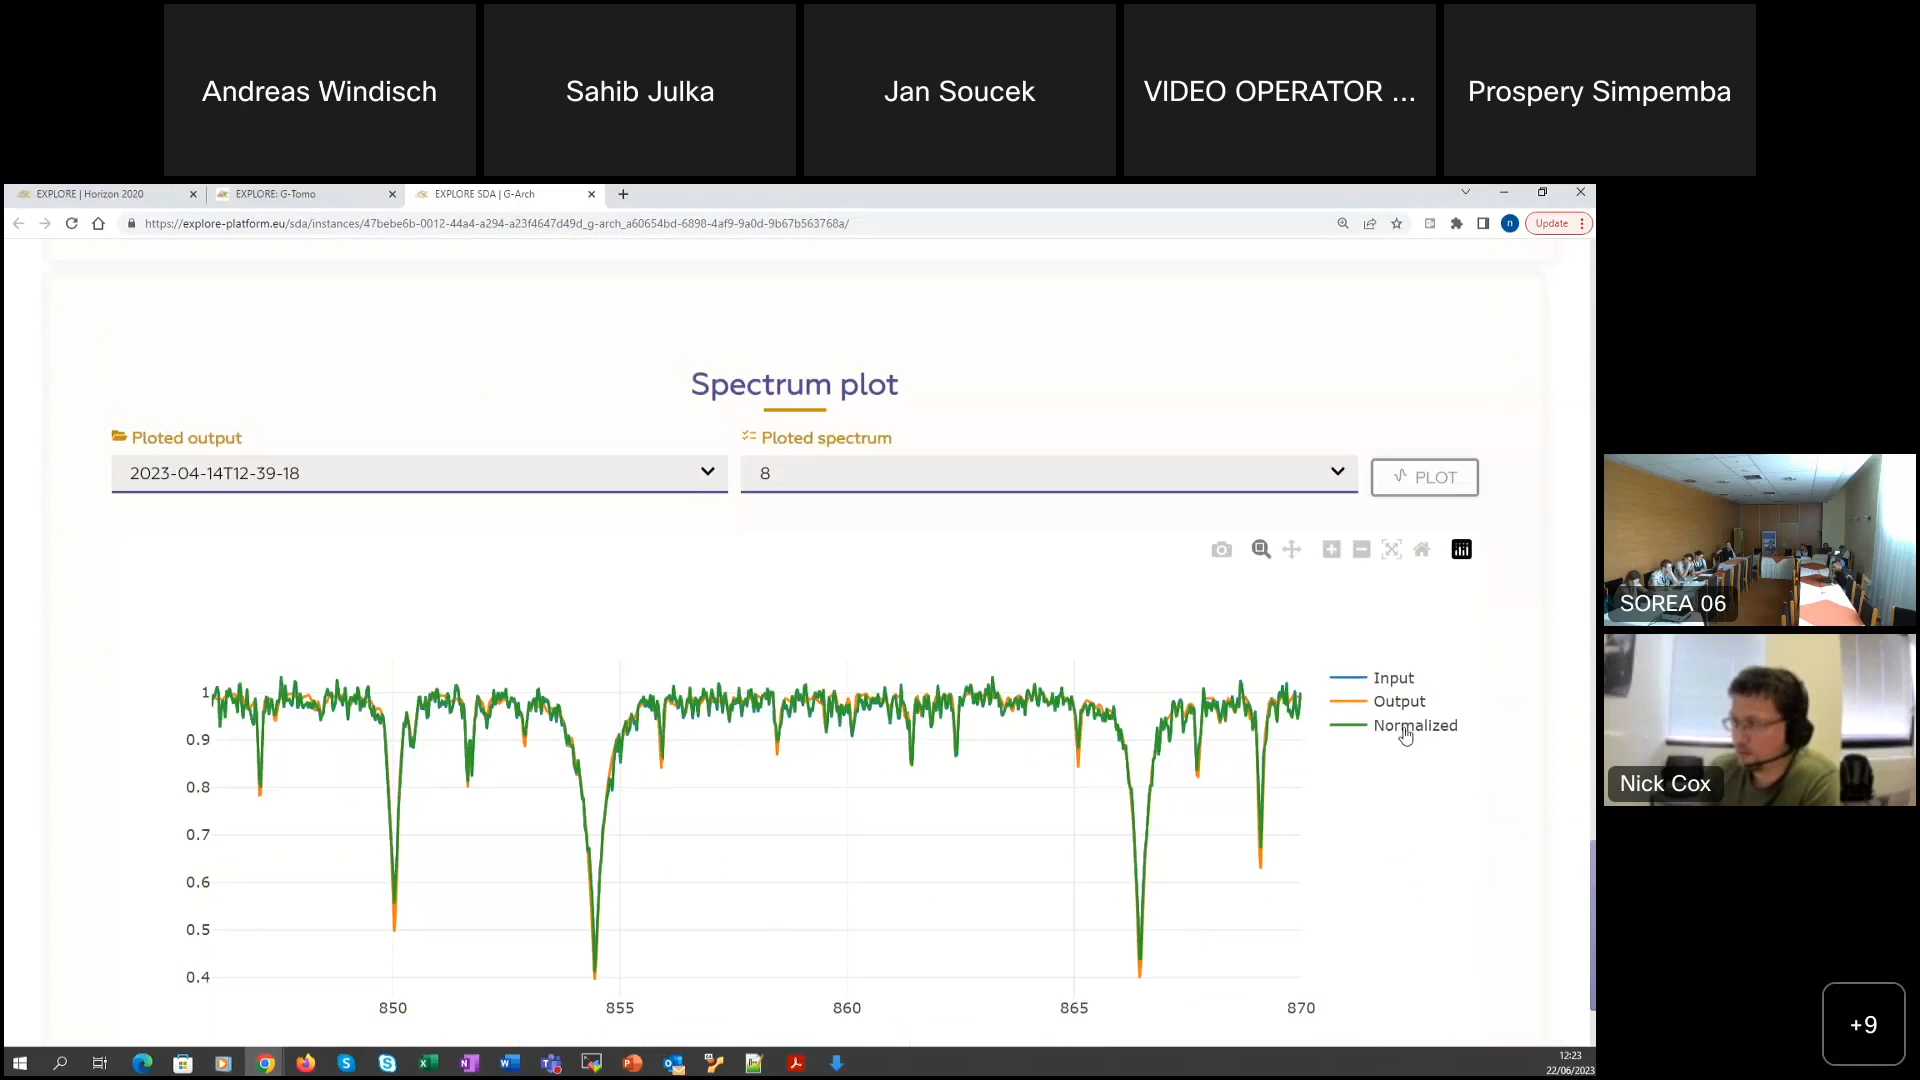 Andreas Windisch
Sahib Julka
Jan Soucek
VIDEO OPERATOR ...
Prospery Simpemba
EXPLORE | Horizon 2020
EXPLORE: G-Tomo
EXPLORE SDA | G-Arch
https://explore-platform.eu/sda/instances/47bebe6b-0012-44a4-a294-a23f4647d49d_g-arch_a60654bd-6898-4af9-9a0d-9b67b563768a/
n
Update
Spectrum plot
Ploted output
Ploted spectrum
2023-04-14T12-39-18
8
PLOT
Input
Output
Normalized
1
0.9
0.8
0.7
0.6
0.5
0.4
850
855
860
865
870
SOREA 06
Nick Cox
+9
12:23
22/06/2023